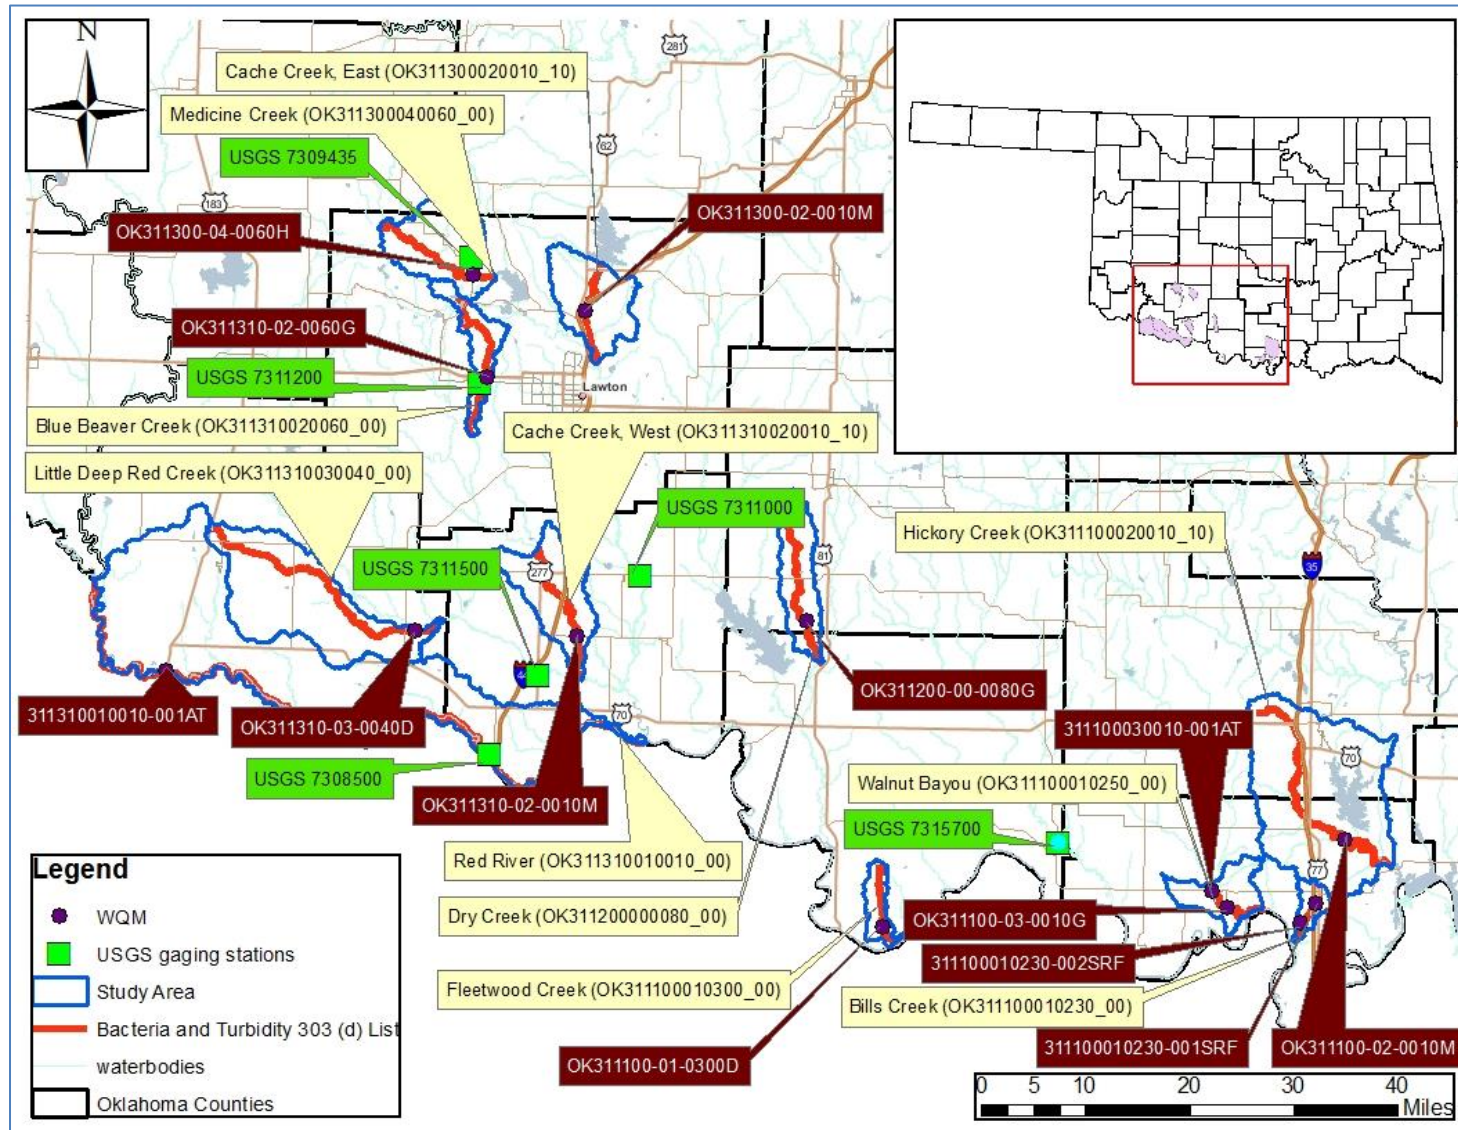 N
281
Cache Creek, East (OK311300020010_10)
Medicine Creek (OK311300040060_00)
USGS 7309435
62
183
OK311300-04-0060H
OK311300-02-0010M
OK311310-02-0060G
USGS 7311200
Lawton
Blue Beaver Creek (OK311310020060_00)
Cache Creek, West (OK311310020010_10)
Little Deep Red Creek (OK311310030040_00)
USGS 7311000
Hickory Creek (OK311100020010_10)
81
35
USGS 7311500
277
44
OK311200-00-0080G
311310010010-001AT
OK311310-03-0040D
70
311100030010-001AT
70
USGS 7308500
Walnut Bayou (OK311100010250_00)
OK311310-02-0010M
USGS 7315700
Red River (OK311310010010_00)
77
Dry Creek (OK311200000080_00)
OK311100-03-0010G
311100010230-002SRF
Fleetwood Creek (OK311100010300_00)
Bills Creek (OK311100010230_00)
311100010230-001SRF
OK311100-02-0010M
OK311100-01-0300D
Legend
WQM
USGS gaging stations
Study Area
Bacteria and Turbidity 303 (d) List
waterbodies
Oklahoma Counties
0 5 10 20 30 40
Miles